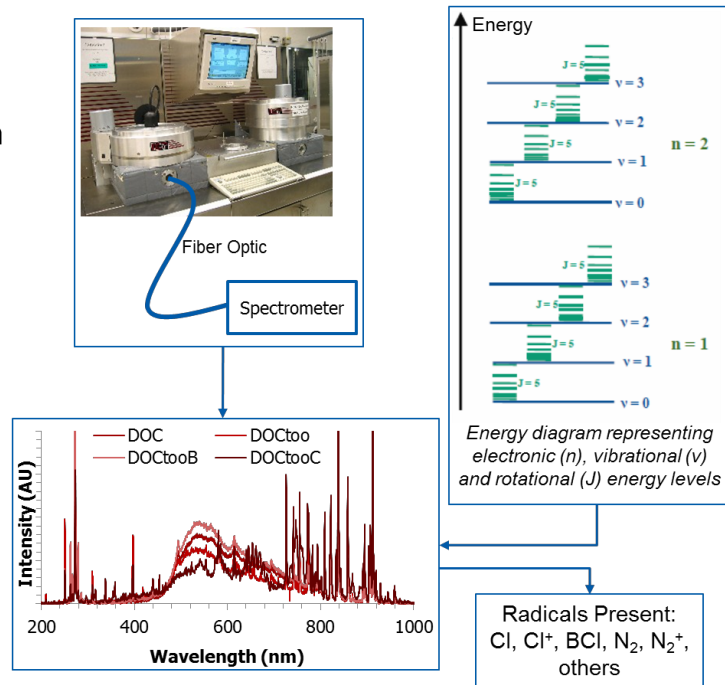 n
Fiber Optic
Spectrometer
Energy
J = 5
ν = 3
J = 5
ν = 2
J = 5
ν = 1
n = 2
J = 5
ν = 0
J = 5
ν = 3
J = 5
ν = 2
J = 5
ν = 1
n = 1
J = 5
ν = 0
Energy diagram representing
electronic (n), vibrational (v)
and rotational (J) energy levels
Intensity (AU)
DOC DOCtoo
DOCtooB DOCtooC
200 400 600 800 1000
Wavelength (nm)
Radicals Present:
Cl, Cl⁺, BCl, N₂, N₂⁺,
others